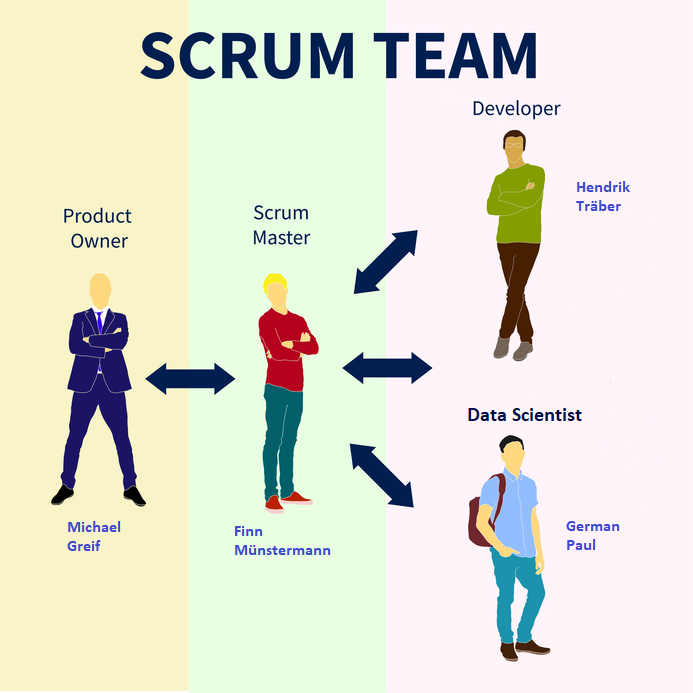 SCRUM TEAM
Product
Owner
Michael
Greif
Scrum
Master
Finn
Münstermann
Developer
Hendrik
Träber
Data Scientist
German
Paul